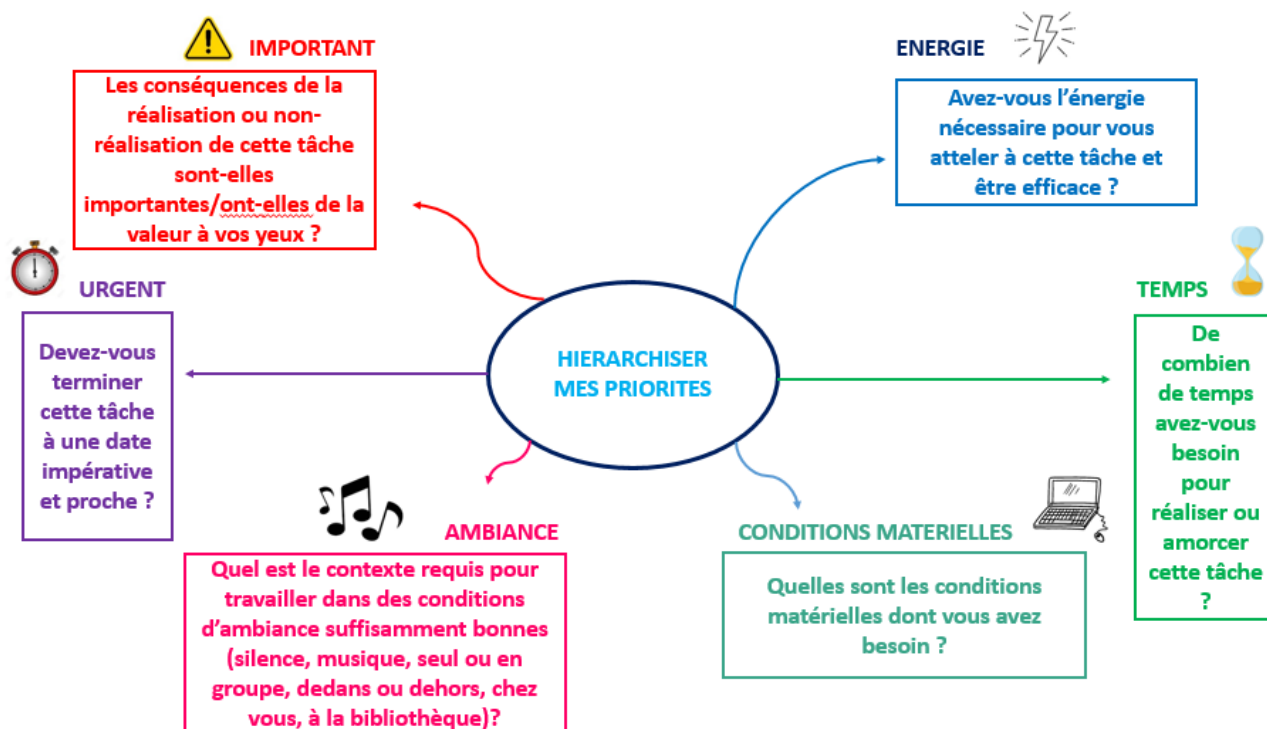 IMPORTANT
Les conséquences de la
réalisation ou non-
réalisation de cette tâche
sont-elles
importantes/ont-elles de la
valeur à vos yeux ?
ENERGIE
Avez-vous l'énergie
nécessaire pour vous
atteler à cette tâche et
être efficace ?
URGENT
Devez-vous
terminer
cette tâche
à une date
impérative
et proche ?
HIERARCHISER
MES PRIORITES
TEMPS
De
combien
de temps
avez-vous
besoin
pour
réaliser ou
amorcer
cette tâche
?
AMBIANCE
Quel est le contexte requis pour
travailler dans des conditions
d'ambiance suffisamment bonnes
(silence, musique, seul ou en
groupe, dedans ou dehors, chez
vous, à la bibliothèque)?
CONDITIONS MATERIELLES
Quelles sont les conditions
matérielles dont vous avez
besoin ?